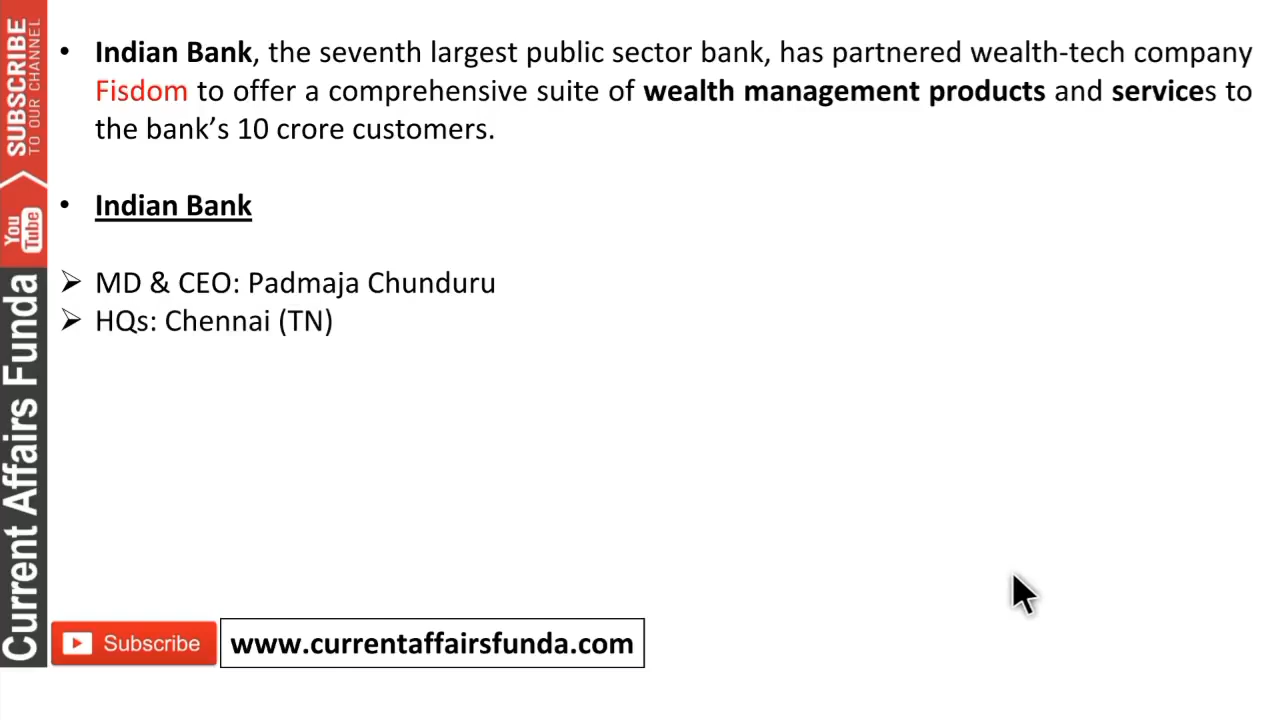 • Indian Bank, the seventh largest public sector bank, has partnered wealth-tech company
Fisdom to offer a comprehensive suite of wealth management products and services to
the bank’s 10 crore customers.
• Indian Bank
➢ MD & CEO: Padmaja Chunduru
➢ HQs: Chennai (TN)
SUBSCRIBE
TO OUR CHANNEL
You Tube
Current Affairs Funda
Subscribe
www.currentaffairsfunda.com